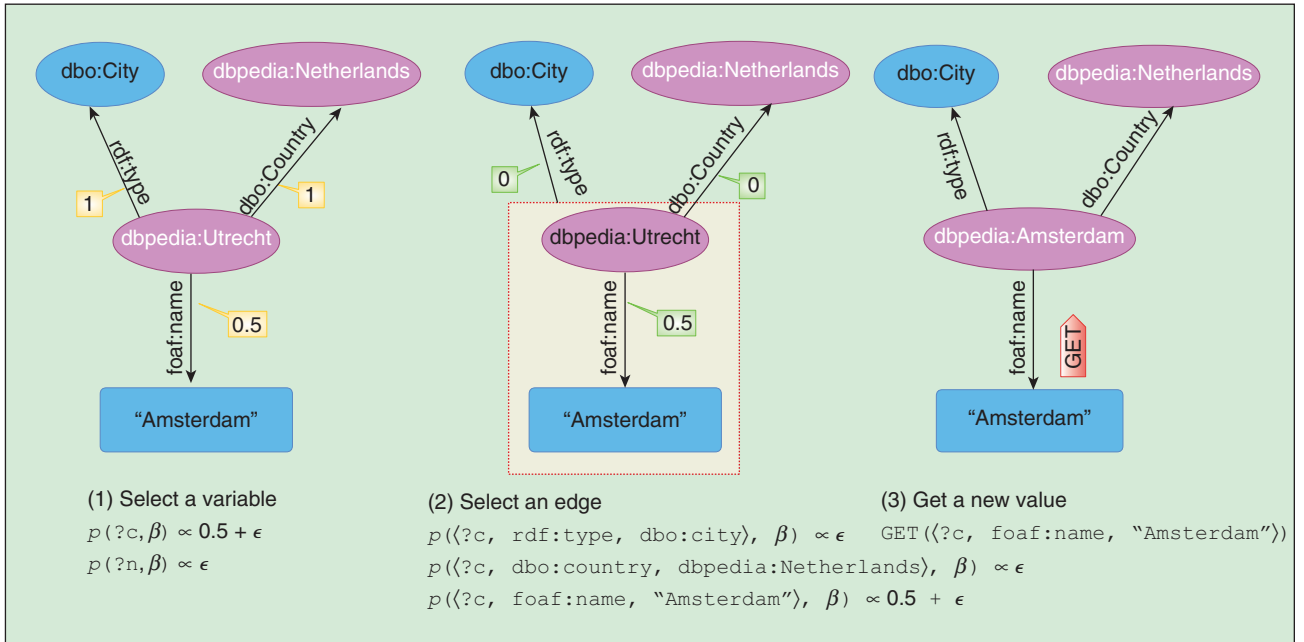 dbo:City
dbpedia:Netherlands
rdf:type
dbo:Country
1
1
dbpedia:Utrecht
foaf:name
0.5
“Amsterdam”
(1) Select a variable
p(?c, β) ∝ 0.5 + ϵ
p(?n, β) ∝ ϵ
dbo:City
dbpedia:Netherlands
rdf:type
dbo:Country
0
0
dbpedia:Utrecht
foaf:name
0.5
“Amsterdam”
(2) Select an edge
p(⟨?c, rdf:type, dbo:city⟩, β) ∝ ϵ
p(⟨?c, dbo:country, dbpedia:Netherlands⟩, β) ∝ ϵ
p(⟨?c, foaf:name, “Amsterdam”⟩, β) ∝ 0.5 + ϵ
dbo:City
dbpedia:Netherlands
rdf:type
dbo:Country
dbpedia:Amsterdam
foaf:name
GET
“Amsterdam”
(3) Get a new value
GET(⟨?c, foaf:name, “Amsterdam”⟩)